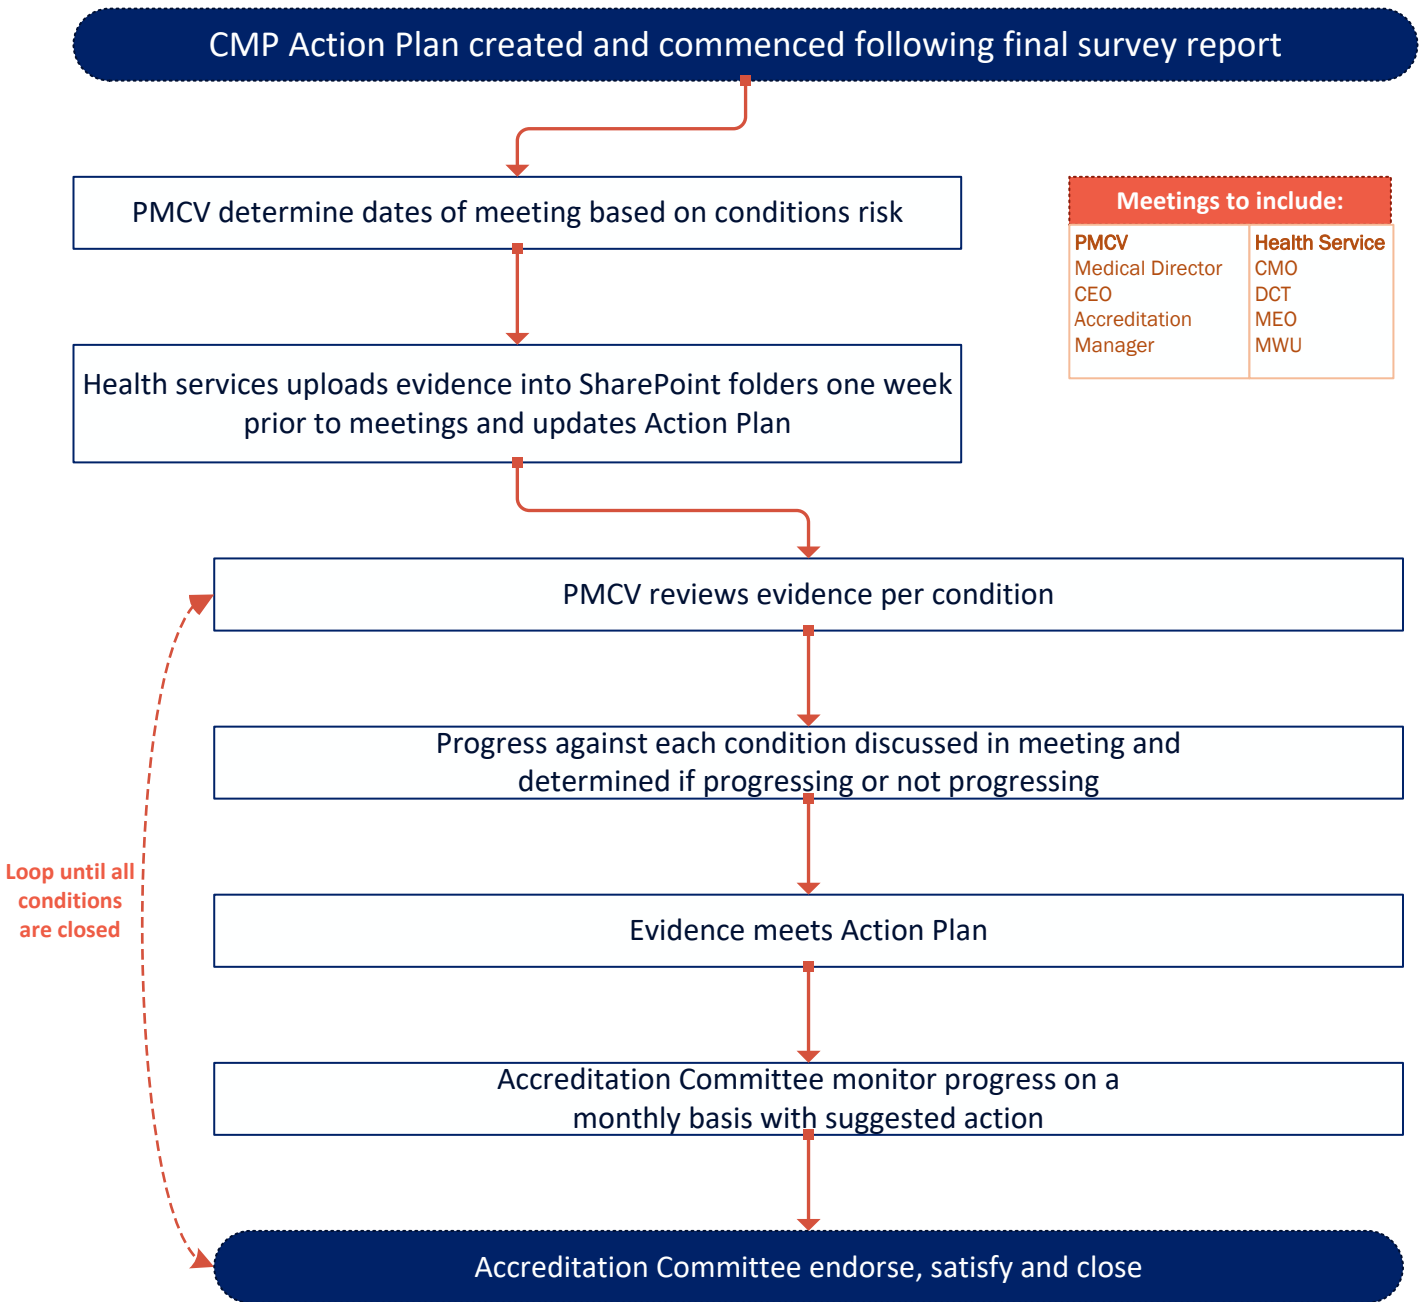 CMP Action Plan created and commenced following final survey report
PMCV determine dates of meeting based on conditions risk
Meetings to include:
PMCV
Medical Director
CEO
Accreditation
Manager
Health Service
CMO
DCT
MEO
MWU
Health services uploads evidence into SharePoint folders one week
prior to meetings and updates Action Plan
PMCV reviews evidence per condition
Progress against each condition discussed in meeting and
determined if progressing or not progressing
Loop until all
conditions
are closed
Evidence meets Action Plan
Accreditation Committee monitor progress on a
monthly basis with suggested action
Accreditation Committee endorse, satisfy and close